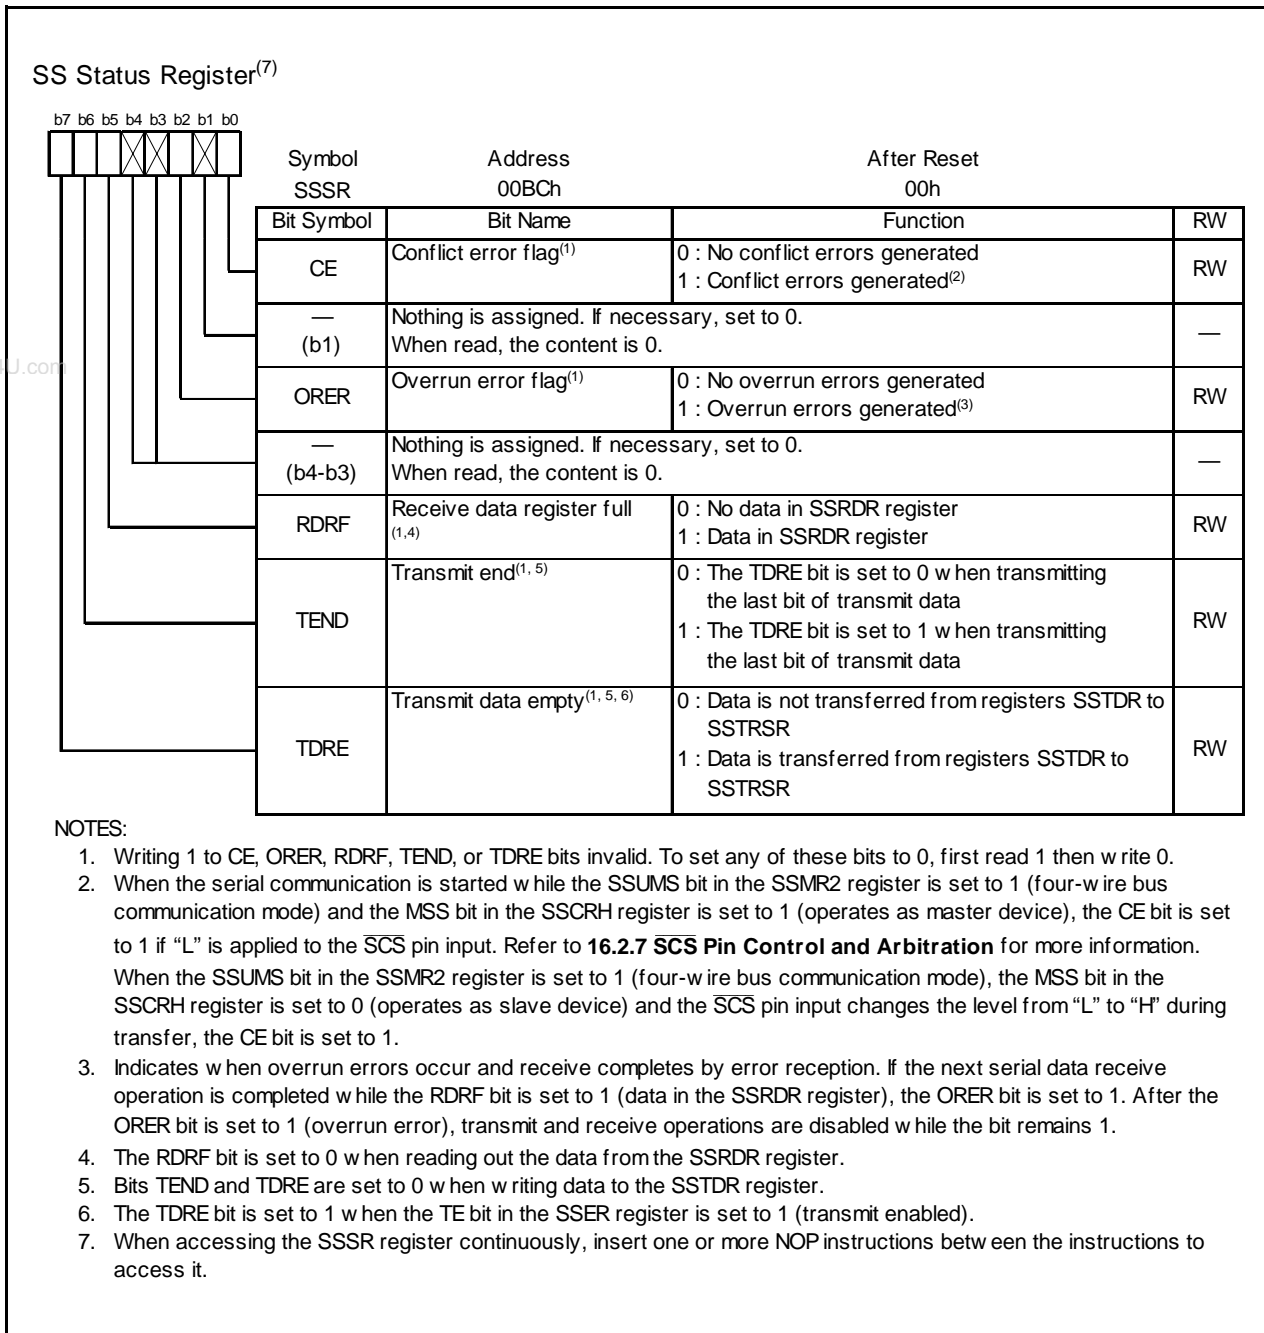 SS Status Register(7)
b7 b6 b5 b4 b3 b2 b1 b0
Symbol Address After Reset
SSSR 00BCh 00h
Bit Symbol Bit Name Function RW
CE Conflict error flag(1) 0 : No conflict errors generated RW
1 : Conflict errors generated(2)
— Nothing is assigned. If necessary, set to 0. —
(b1) When read, the content is 0.
4U.com
ORER Overrun error flag(1) 0 : No overrun errors generated RW
1 : Overrun errors generated(3)
— Nothing is assigned. If necessary, set to 0. —
(b4-b3) When read, the content is 0.
RDRF Receive data register full 0 : No data in SSRDR register RW
(1,4) 1 : Data in SSRDR register
TEND Transmit end(1, 5) 0 : The TDRE bit is set to 0 when transmitting RW
the last bit of transmit data
1 : The TDRE bit is set to 1 when transmitting
the last bit of transmit data
TDRE Transmit data empty(1, 5, 6) 0 : Data is not transferred from registers SSTDR to RW
SSTRSR
1 : Data is transferred from registers SSTDR to
SSTRSR
NOTES:
1. Writing 1 to CE, ORER, RDRF, TEND, or TDRE bits invalid. To set any of these bits to 0, first read 1 then write 0.
2. When the serial communication is started while the SSUMS bit in the SSMR2 register is set to 1 (four-wire bus
communication mode) and the MSS bit in the SSCRH register is set to 1 (operates as master device), the CE bit is set
to 1 if “L” is applied to the S̅C̅S̅ pin input. Refer to 16.2.7 S̅C̅S̅ Pin Control and Arbitration for more information.
When the SSUMS bit in the SSMR2 register is set to 1 (four-wire bus communication mode), the MSS bit in the
SSCRH register is set to 0 (operates as slave device) and the S̅C̅S̅ pin input changes the level from “L” to “H” during
transfer, the CE bit is set to 1.
3. Indicates when overrun errors occur and receive completes by error reception. If the next serial data receive
operation is completed while the RDRF bit is set to 1 (data in the SSRDR register), the ORER bit is set to 1. After the
ORER bit is set to 1 (overrun error), transmit and receive operations are disabled while the bit remains 1.
4. The RDRF bit is set to 0 when reading out the data from the SSRDR register.
5. Bits TEND and TDRE are set to 0 when writing data to the SSTDR register.
6. The TDRE bit is set to 1 when the TE bit in the SSER register is set to 1 (transmit enabled).
7. When accessing the SSSR register continuously, insert one or more NOP instructions between the instructions to
access it.